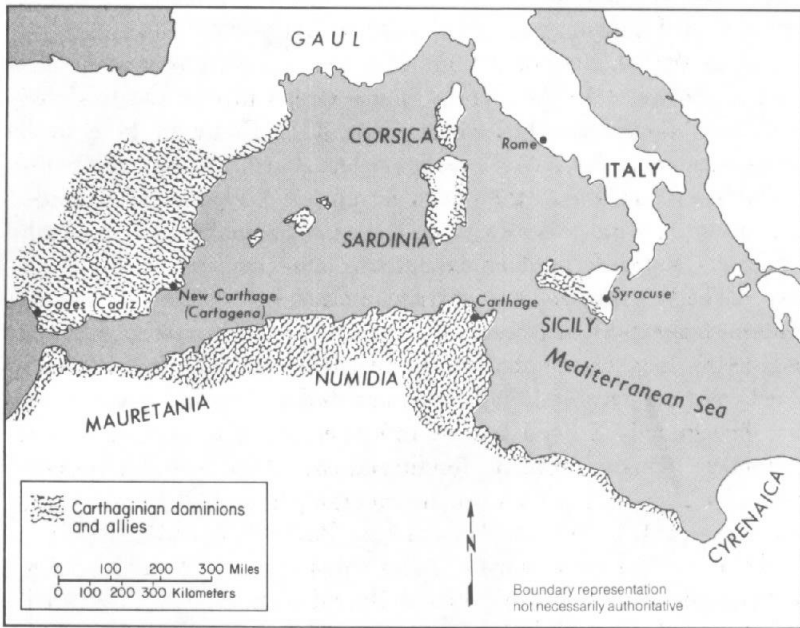 GAUL
CORSICA
Rome
ITALY
SARDINIA
Gades (Cadiz)
New Carthage
(Cartagena)
Carthage
Syracuse
SICILY
Mediterranean Sea
NUMIDIA
MAURETANIA
CYRENAICA
Carthaginian dominions
and allies
0 100 200 300 Miles
0 100 200 300 Kilometers
N
Boundary representation
not necessarily authoritative